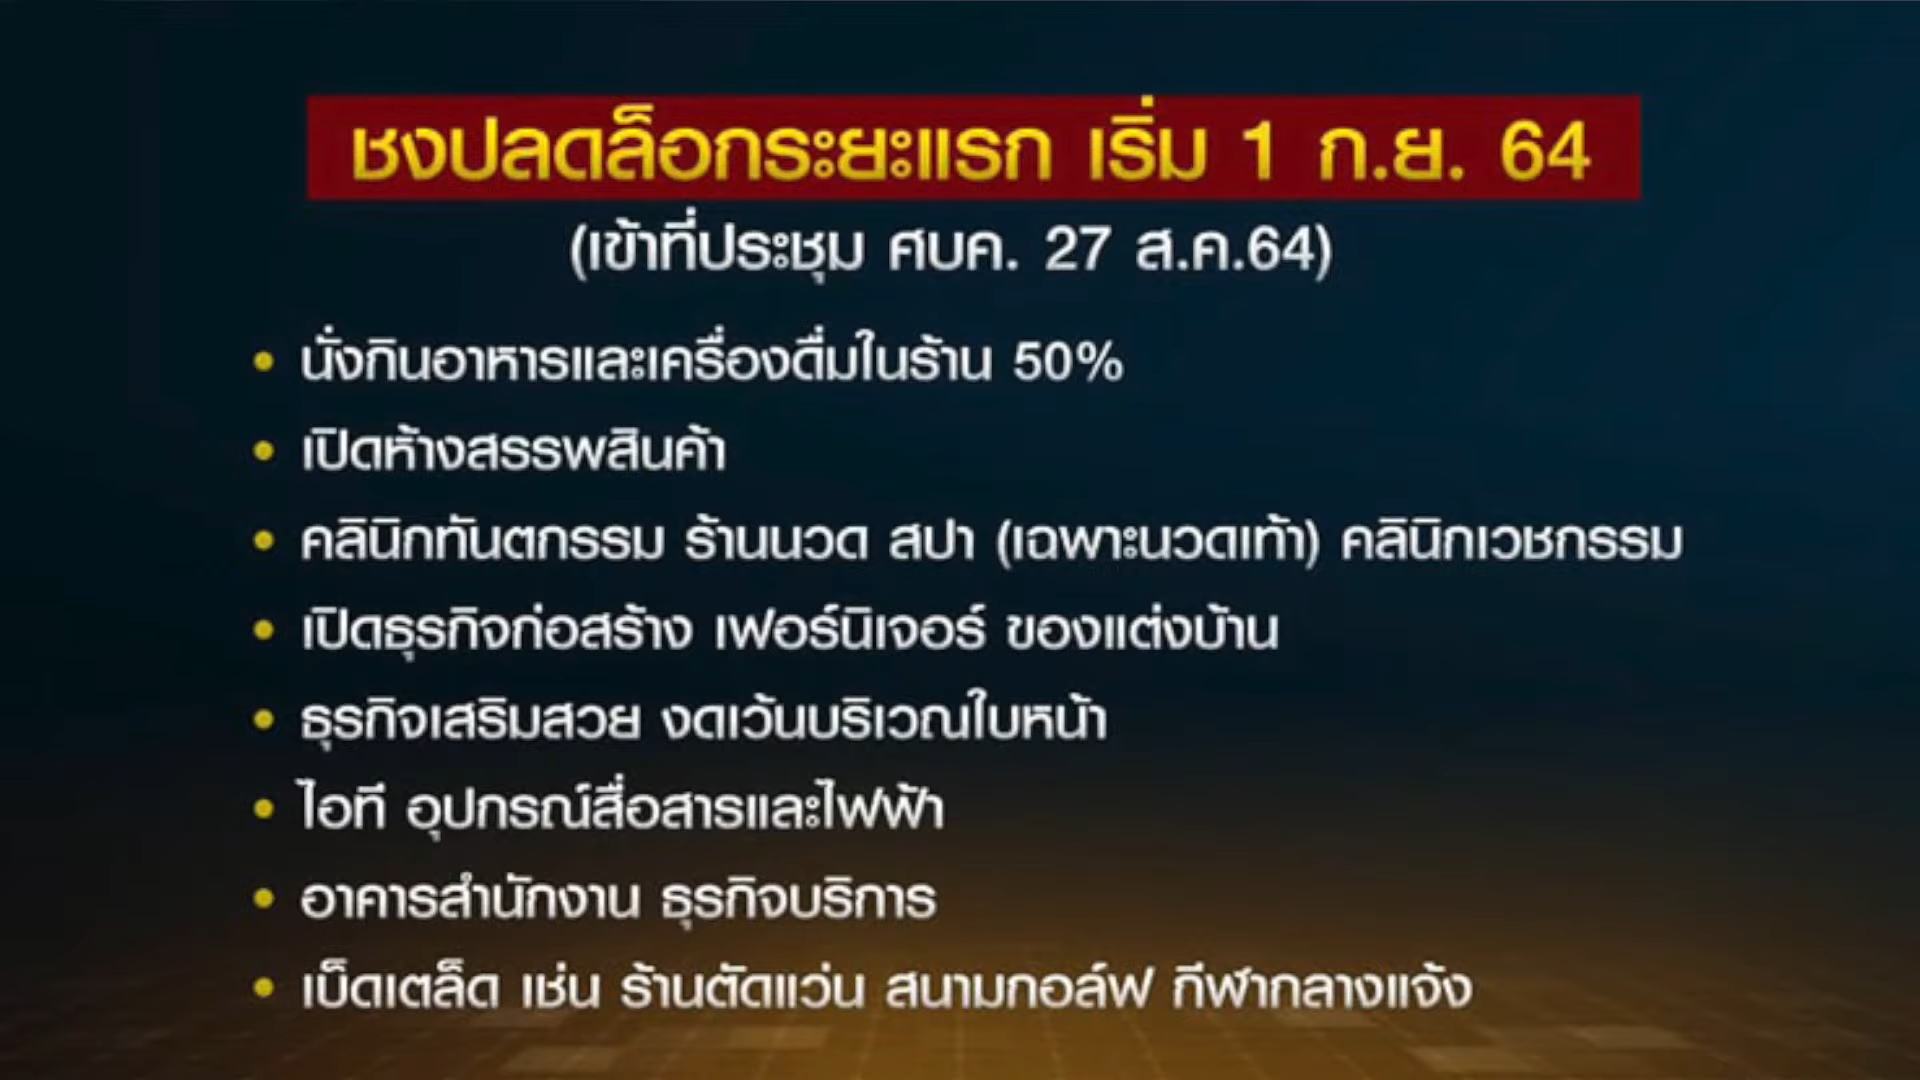 ชงปลดล็อกระยะแรก เริ่ม 1 ก.ย. 64
(เข้าที่ประชุม ศบค. 27 ส.ค.64)
• นั่งกินอาหารและเครื่องดื่มในร้าน 50%
• เปิดห้างสรรพสินค้า
• คลินิกทันตกรรม ร้านนวด สปา (เฉพาะนวดเท้า) คลินิกเวชกรรม
• เปิดธุรกิจก่อสร้าง เฟอร์นิเจอร์ ของแต่งบ้าน
• ธุรกิจเสริมสวย งดเว้นบริเวณใบหน้า
• ไอที อุปกรณ์สื่อสารและไฟฟ้า
• อาคารสำนักงาน ธุรกิจบริการ
• เบ็ดเตล็ด เช่น ร้านตัดแว่น สนามกอล์ฟ กีฬากลางแจ้ง